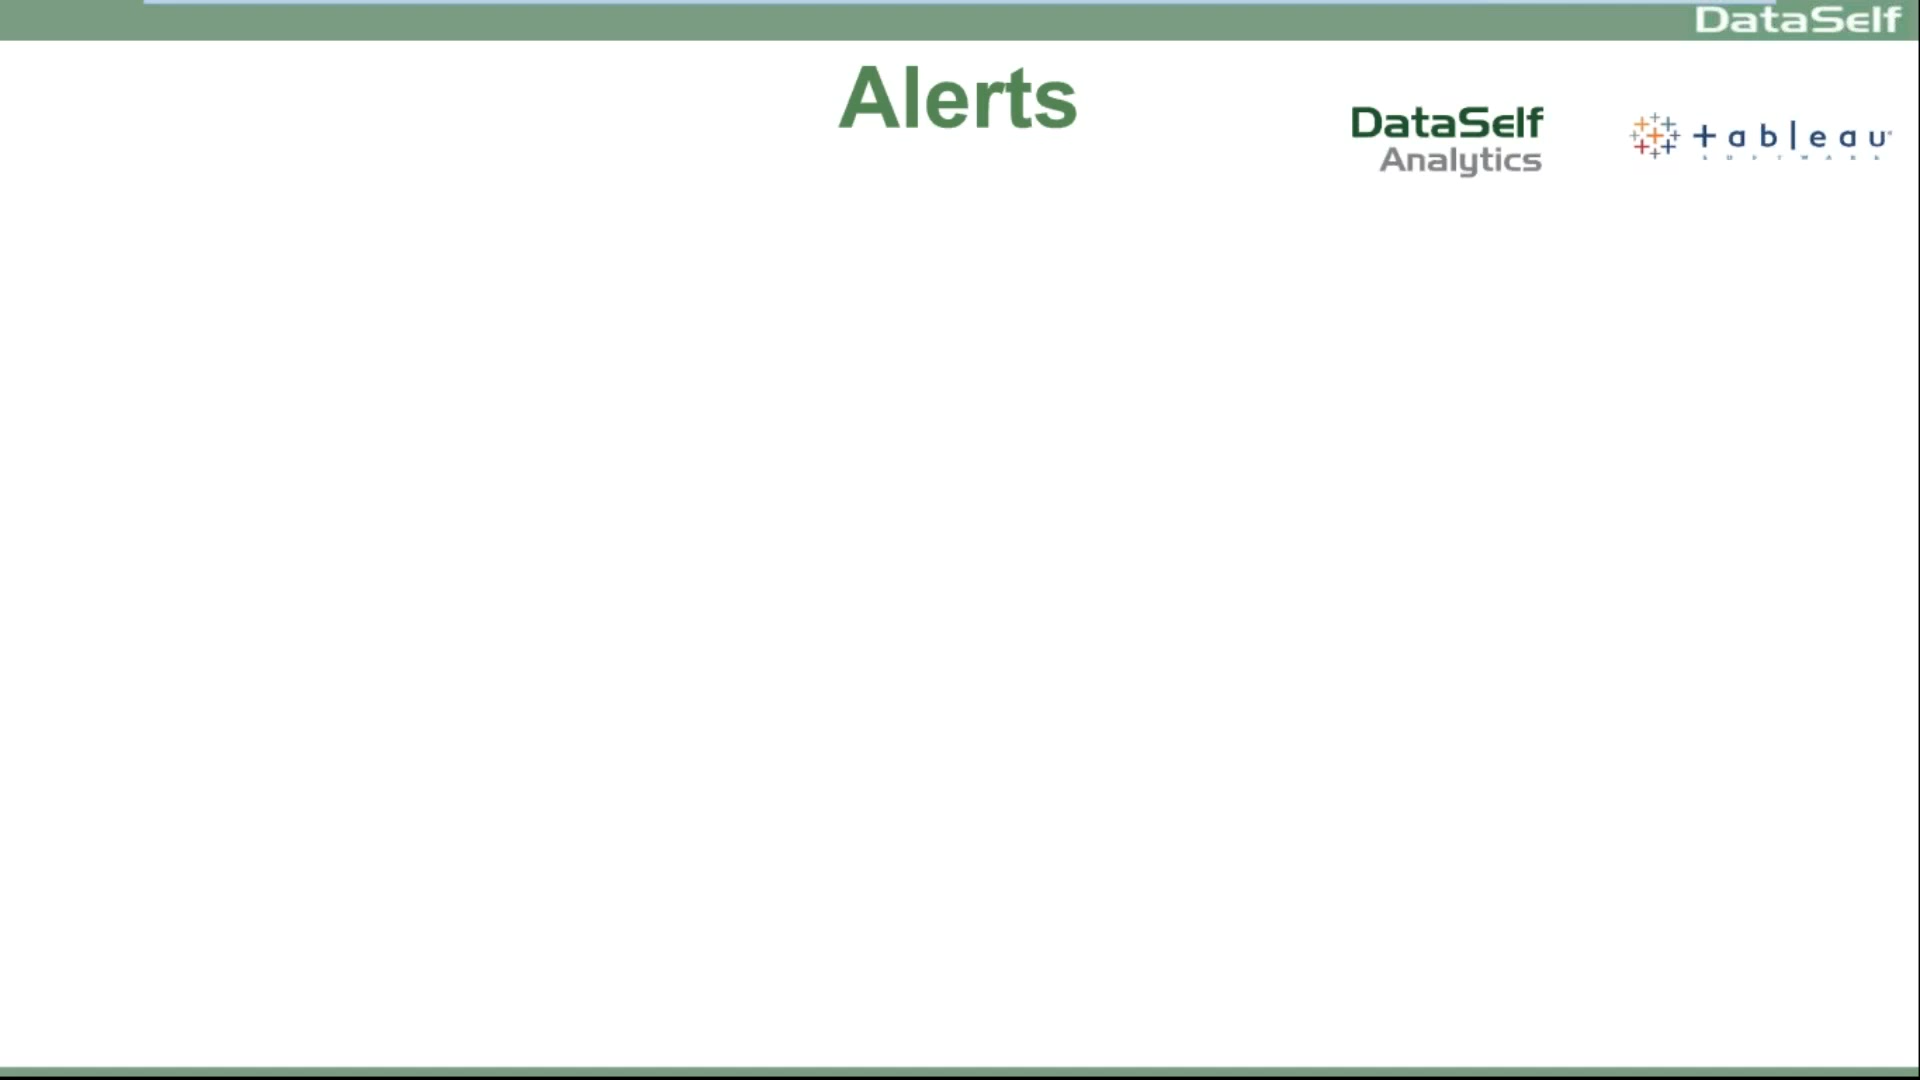 DataSelf
Alerts
DataSelf
Analytics
+ a b l e a u
S O F T W A R E